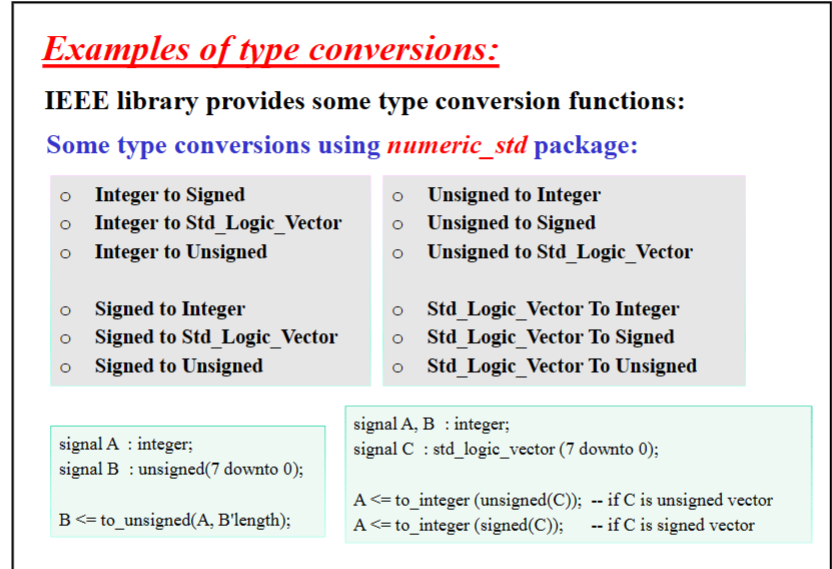 Examples of type conversions:
IEEE library provides some type conversion functions:
Some type conversions using numeric_std package:
○ Integer to Signed
○ Integer to Std_Logic_Vector
○ Integer to Unsigned
○ Signed to Integer
○ Signed to Std_Logic_Vector
○ Signed to Unsigned
○ Unsigned to Integer
○ Unsigned to Signed
○ Unsigned to Std_Logic_Vector
○ Std_Logic_Vector To Integer
○ Std_Logic_Vector To Signed
○ Std_Logic_Vector To Unsigned
signal A : integer;
signal B : unsigned(7 downto 0);
B <= to_unsigned(A, B'length);
signal A, B : integer;
signal C : std_logic_vector (7 downto 0);
A <= to_integer (unsigned(C)); -- if C is unsigned vector
A <= to_integer (signed(C)); -- if C is signed vector